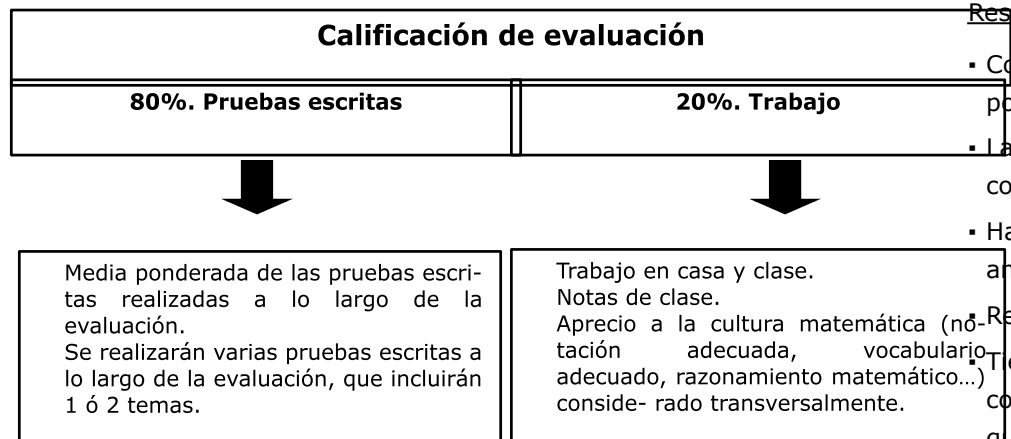 Calificación de evaluación
80%. Pruebas escritas
20%. Trabajo
Media ponderada de las pruebas escri-
tas realizadas a lo largo de la
evaluación.
Se realizarán varias pruebas escritas a
lo largo de la evaluación, que incluirán
1 ó 2 temas.
Trabajo en casa y clase.
Notas de clase.
Aprecio a la cultura matemática (no-
tación adecuada, vocabulario
adecuado, razonamiento matemático…)
conside- rado transversalmente.